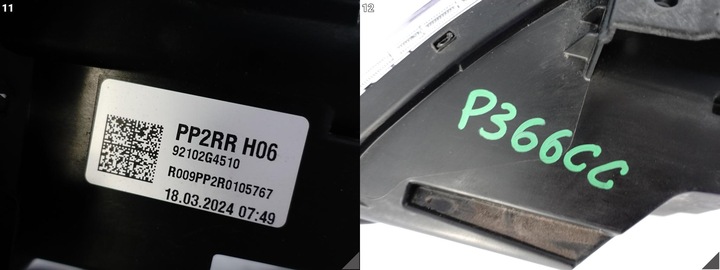 11
PP2RR H06
92102G4510
R009PP2R0105767
18.03.2024 07:49
12
P366CC